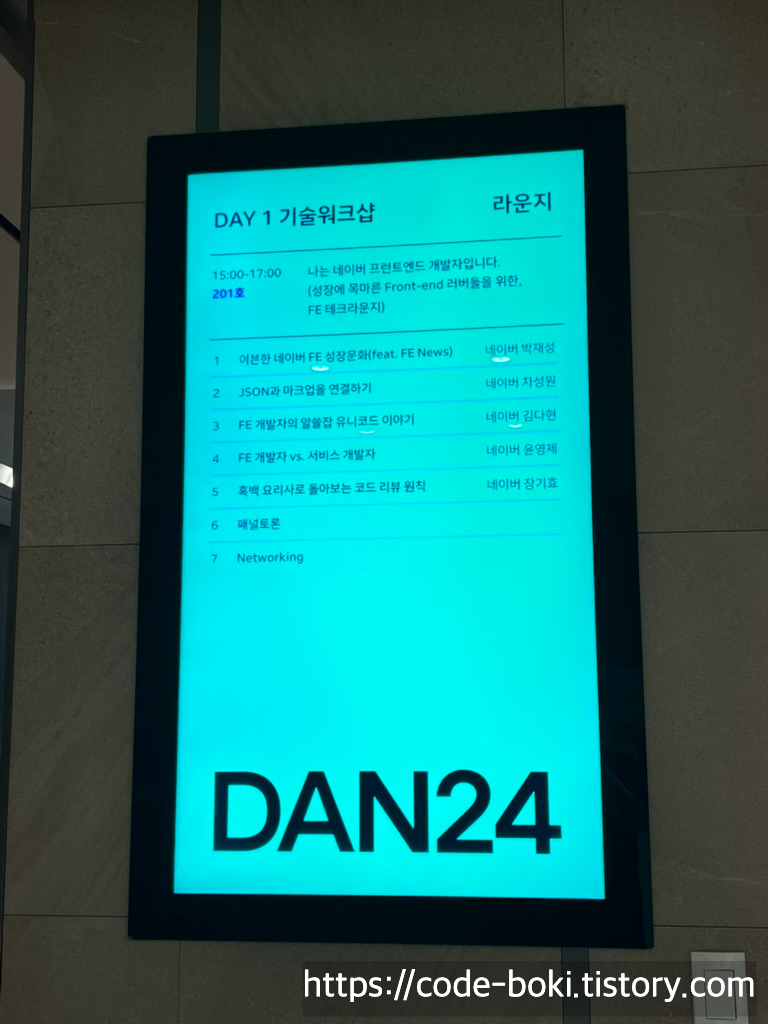 DAY 1 기술워크샵 라운지
15:00-17:00 나는 네이버 프런트엔드 개발자입니다.
201호 (성장에 목마른 Front-end 러버들을 위한,
FE 테크라운지)
1 이븐한 네이버 FE 성장문화(feat. FE News) 네이버 박재성
2 JSON과 마크업을 연결하기 네이버 차성원
3 FE 개발자의 알쓸잡 유니코드 이야기 네이버 김다현
4 FE 개발자 vs. 서비스 개발자 네이버 윤영제
5 흑백 요리사로 돌아보는 코드 리뷰 원칙 네이버 장기효
6 패널토론
7 Networking
DAN24
https://code-boki.tistory.com